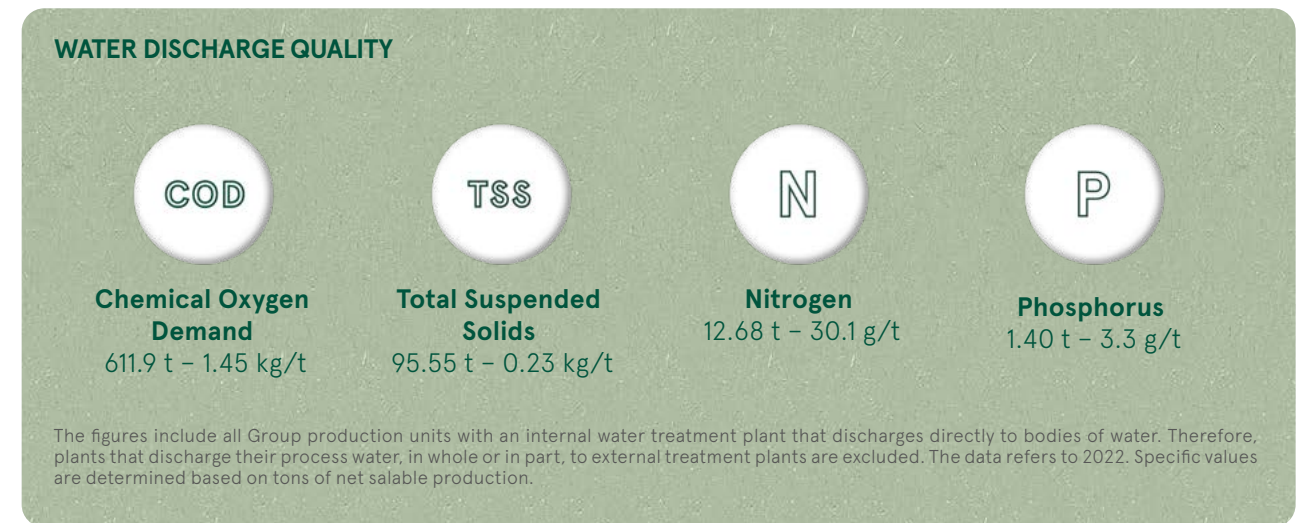 WATER DISCHARGE QUALITY
COD
TSS
N
P
Chemical Oxygen
Demand
611.9 t – 1.45 kg/t
Total Suspended
Solids
95.55 t – 0.23 kg/t
Nitrogen
12.68 t – 30.1 g/t
Phosphorus
1.40 t – 3.3 g/t
The figures include all Group production units with an internal water treatment plant that discharges directly to bodies of water. Therefore,
plants that discharge their process water, in whole or in part, to external treatment plants are excluded. The data refers to 2022. Specific values
are determined based on tons of net salable production.